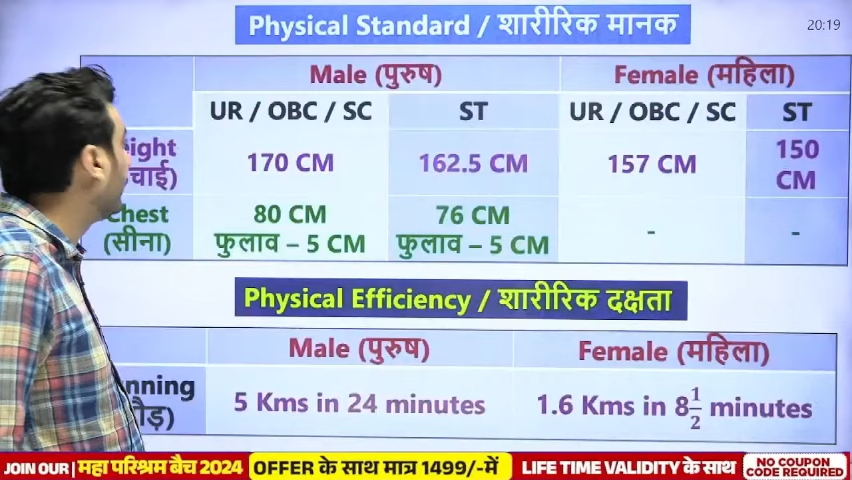 Physical Standard / शारीरिक मानक
20:19
Male (पुरुष) Female (महिला)
UR / OBC / SC ST UR / OBC / SC ST
170 CM 162.5 CM 157 CM 150 CM
Chest (सीना) 80 CM 76 CM - -
फुलाव – 5 CM फुलाव – 5 CM
Physical Efficiency / शारीरिक दक्षता
Male (पुरुष) Female (महिला)
5 Kms in 24 minutes 1.6 Kms in 8 1/2 minutes
JOIN OUR | महा परिश्रम बैच 2024 OFFER के साथ मात्र 1499/-में LIFE TIME VALIDITY के साथ NO COUPON CODE REQUIRED